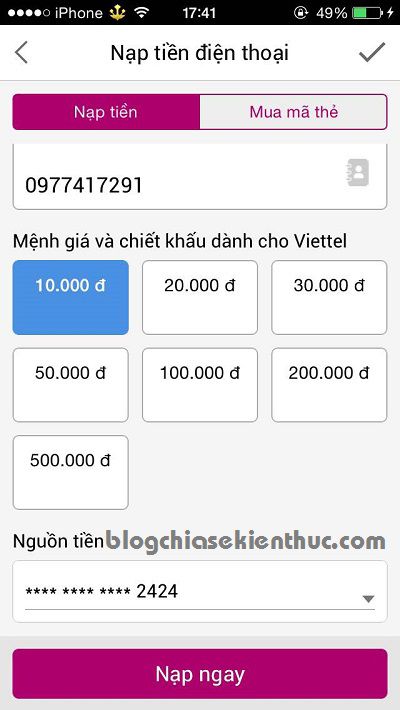 iPhone 17:41 49%
Nạp tiền điện thoại
Nạp tiền Mua mã thẻ
0977417291
Mệnh giá và chiết khấu dành cho Viettel
10.000 đ 20.000 đ 30.000 đ
50.000 đ 100.000 đ 200.000 đ
500.000 đ
Nguồn tiền blogchiasekienthuc.com
**** **** **** 2424
Nạp ngay